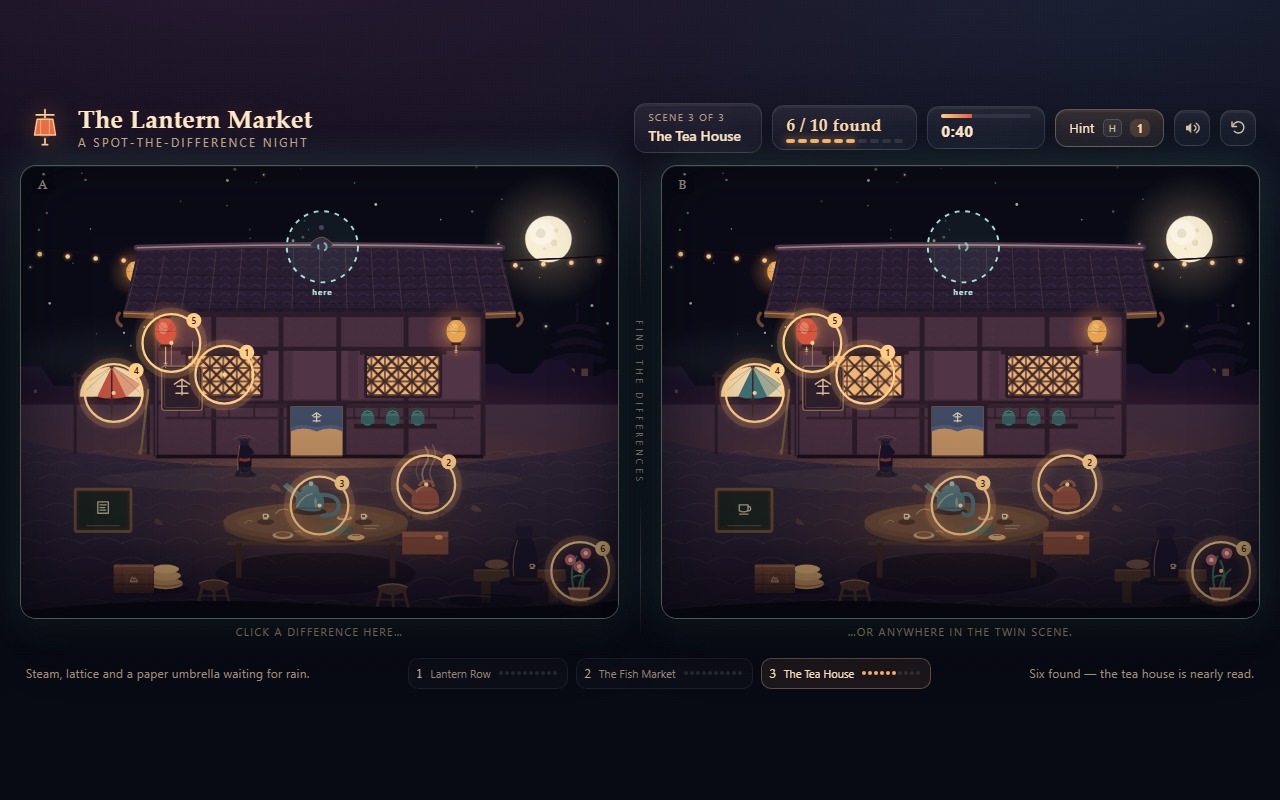 The Lantern Market
A SPOT-THE-DIFFERENCE NIGHT
SCENE 3 OF 3
The Tea House
6 / 10 found
0:40
Hint H 1
A
B
here
here
5
1
4
2
3
6
5
1
4
2
3
6
FIND THE DIFFERENCES
CLICK A DIFFERENCE HERE…
…OR ANYWHERE IN THE TWIN SCENE.
Steam, lattice and a paper umbrella waiting for rain.
1 Lantern Row
2 The Fish Market
3 The Tea House
Six found — the tea house is nearly read.